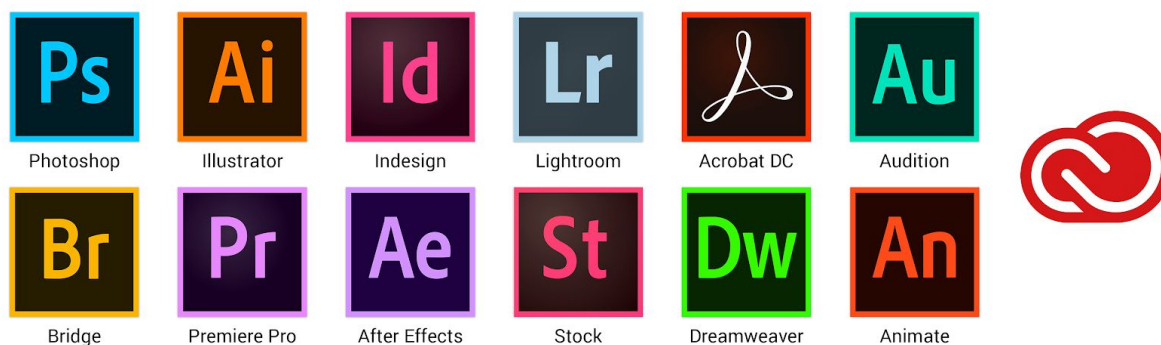 Ps Ai Id Lr Au
Photoshop Illustrator Indesign Lightroom Acrobat DC Audition
Br Pr Ae St Dw An
Bridge Premiere Pro After Effects Stock Dreamweaver Animate